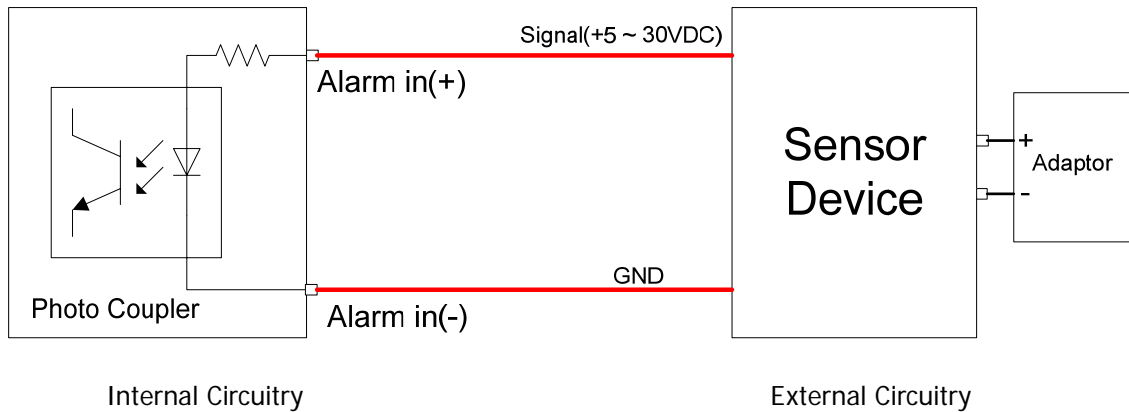 Signal(+5 ~ 30VDC)
Alarm in(+)
Sensor
Device
+
Adaptor
-
GND
Photo Coupler
Alarm in(-)
Internal Circuitry
External Circuitry